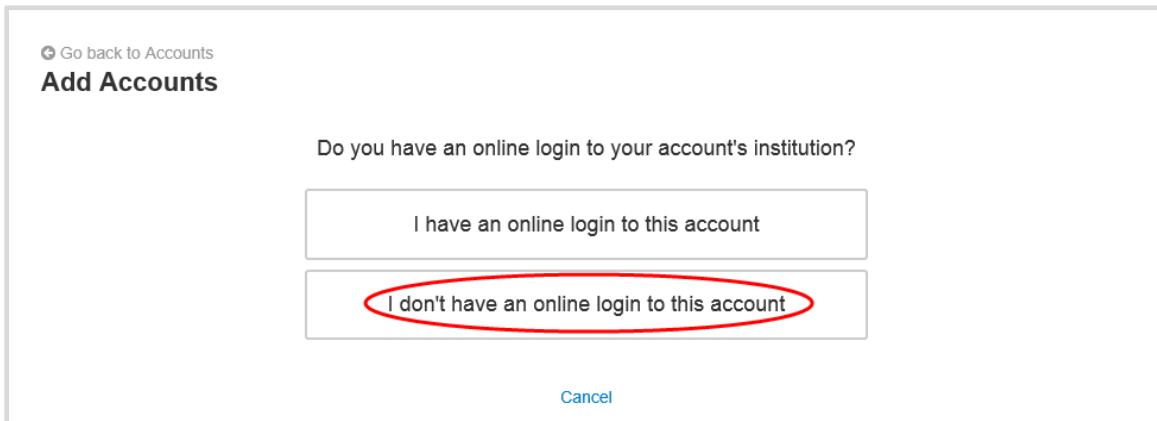 Go back to Accounts
Add Accounts
Do you have an online login to your account's institution?
I have an online login to this account
I don't have an online login to this account
Cancel